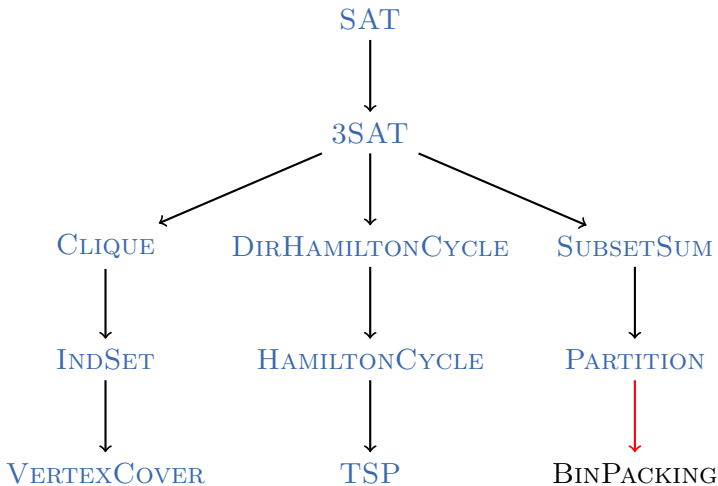 SAT
3SAT
CLIQUE DIRHAMILTONCYCLE SUBSETSUM
INDSET HAMILTONCYCLE PARTITION
VERTEXCOVER TSP BINPACKING